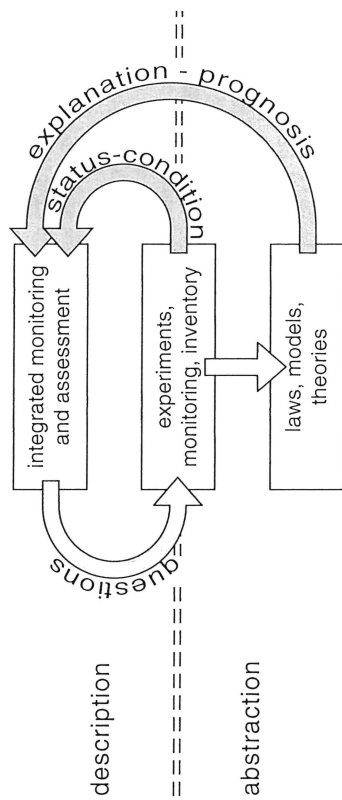 explanation - prognosis
status-condition
integrated monitoring
and assessment
experiments,
monitoring, inventory
laws, models,
theories
questions
description
abstraction